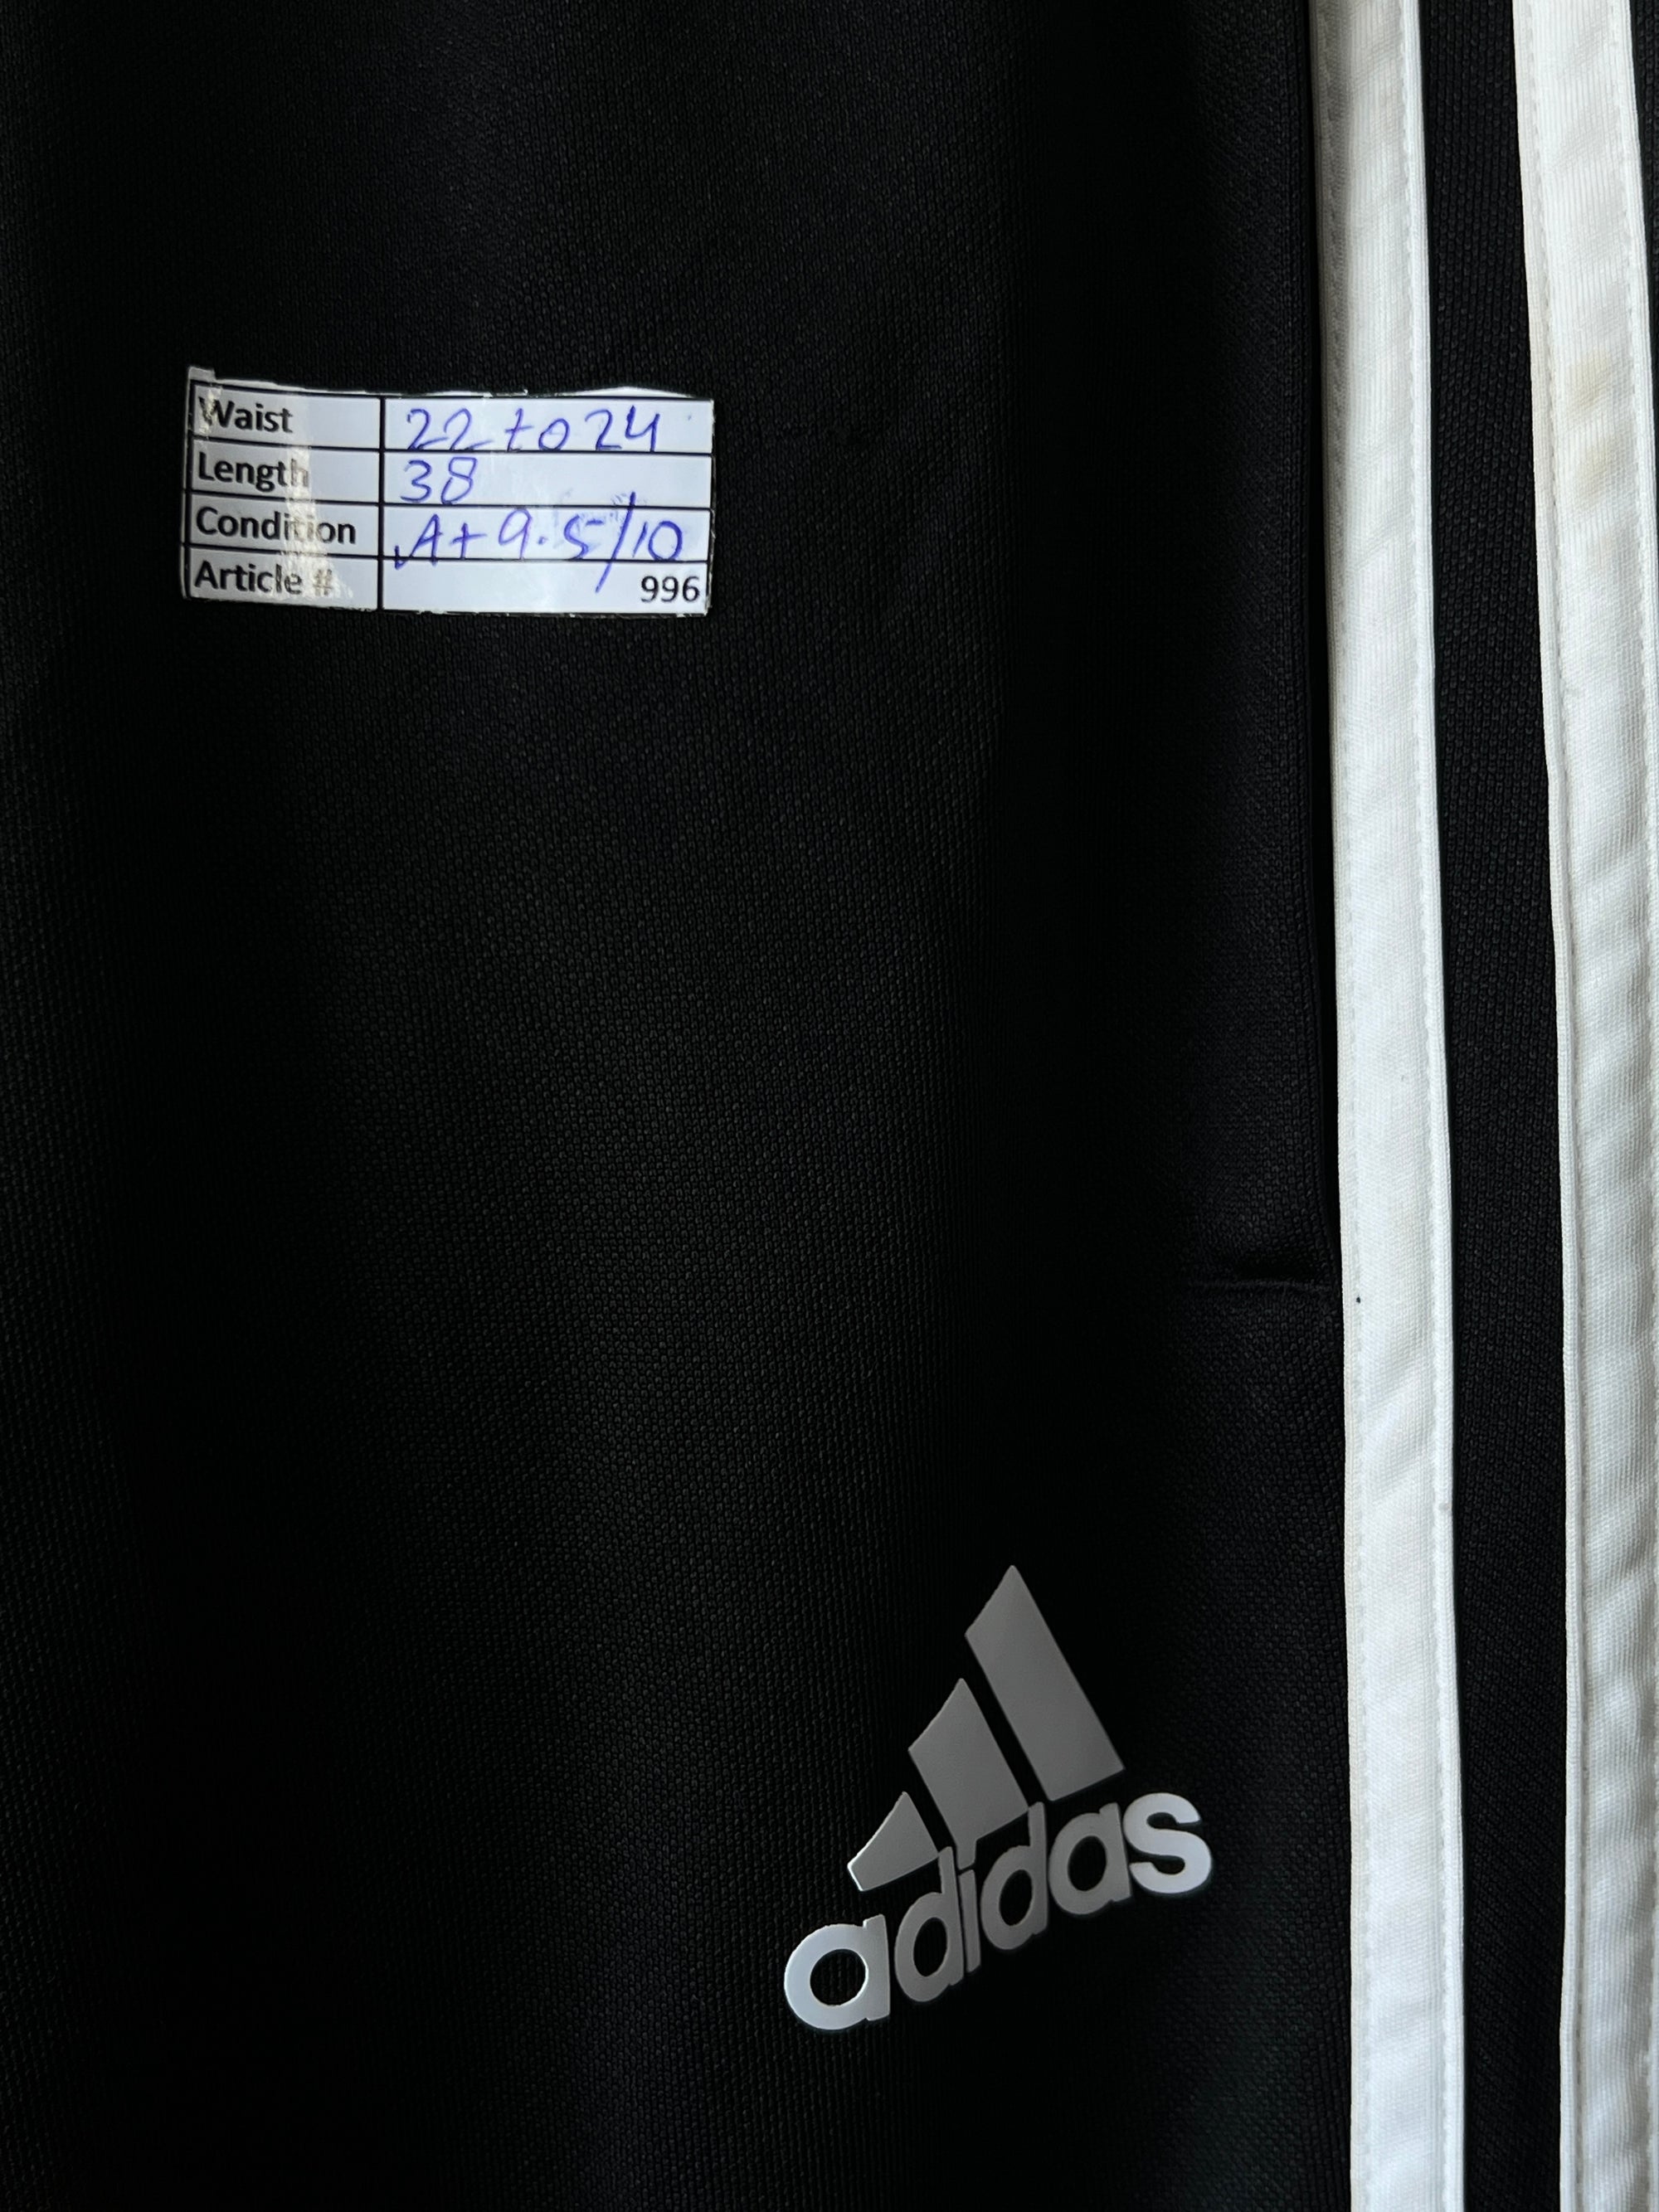 Waist 22 to 24
Length 38
Condition A+ 9.5/10
Article # 996
adidas